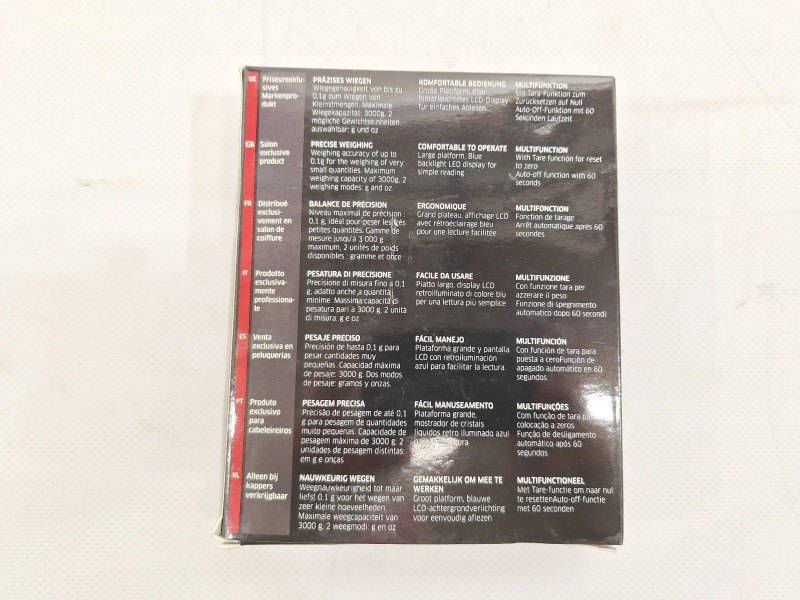 DE
Friseurexklu-
sives
Markenpro-
dukt
PRÄZISES WIEGEN
Wiegegenauigkeit von bis zu
0,1g zum Wiegen von
Kleinstmengen. Maximale
Wiegekapazität: 3000g. 2
mögliche Gewichtseinheiten
auswählbar: g und oz
KOMFORTABLE BEDIENUNG
Große Plattform, blau
hinterleuchtetes LCD-Display
für einfaches Ablesen
MULTIFUNKTION
Tara-Funktion zum
Zurücksetzen auf Null
Auto-Off-Funktion mit 60
Sekunden Laufzeit
GB
Salon
exclusive
product
PRECISE WEIGHING
Weighing accuracy of up to
0,1g for the weighing of very
small quantities. Maximum
weighing capacity of 3000g, 2
weighing modes: g and oz
COMFORTABLE TO OPERATE
Large platform, Blue
backlight LED display for
simple reading
MULTIFUNCTION
With Tare function for reset
to zero
Auto-off function with 60
seconds
FR
Distribué
exclusi-
vement en
salon de
coiffure
BALANCE DE PRÉCISION
Niveau maximal de précision :
0,1 g, idéal pour peser les très
petites quantités. Gamme de
mesure jusqu'à 3 000 g
maximum, 2 unités de poids
disponibles : gramme et once
ERGONOMIQUE
Grand plateau, affichage LCD
avec rétroéclairage bleu
pour une lecture facilitée
MULTIFONCTION
Fonction de tarage
Arrêt automatique après 60
secondes
IT
Prodotto
esclusiva-
mente
professiona-
le
PESATURA DI PRECISIONE
Precisione di misura fino a 0,1
g, adatto anche a quantità
minime. Massima capacità di
pesatura pari a 3000 g. 2 unità
di misura: g e oz
FACILE DA USARE
Piatto largo, display LCD
retroilluminato di colore blu
per una lettura più semplice
MULTIFUNZIONE
Con funzione tara per
azzerare il peso
Funzione di spegnimento
automatico dopo 60 secondi
ES
Venta
exclusiva en
peluquerías
PESAJE PRECISO
Precisión de hasta 0,1 g para
pesar cantidades muy
pequeñas. Capacidad máxima
de pesaje: 3000 g. Dos modos
de pesaje: gramos y onzas.
FÁCIL MANEJO
Plataforma grande y pantalla
LCD con retroiluminación
azul para facilitar la lectura.
MULTIFUNCIÓN
Con función de tara para
puesta a ceroFunción de
apagado automático en 60
segundos
PT
Produto
exclusivo
para
cabeleireiros
PESAGEM PRECISA
Precisão de pesagem de até 0,1
g para pesagem de quantidades
muito pequenas. Capacidade de
pesagem máxima de 3000 g. 2
unidades de pesagem distintas:
em g e onças
FÁCIL MANUSEAMENTO
Plataforma grande,
mostrador de cristais
líquidos retro iluminado azul
MULTIFUNÇÕES
Com função de tara para
colocação a zeros
Função de desligamento
automático após 60
segundos
NL
Alleen bij
kappers
verkrijgbaar
NAUWKEURIG WEGEN
Weegnauwkeurigheid tot maar
liefst 0,1 g voor het wegen van
zeer kleine hoeveelheden.
Maximale weegcapaciteit van
3000 g, 2 weegmodi: g en oz
GEMAKKELIJK OM MEE TE
WERKEN
Groot platform, blauwe
LCD-achtergrondverlichting
voor eenvoudig aflezen
MULTIFUNCTIONEEL
Met Tare-functie om naar nul
te resettenAuto-off-functie
met 60 seconden